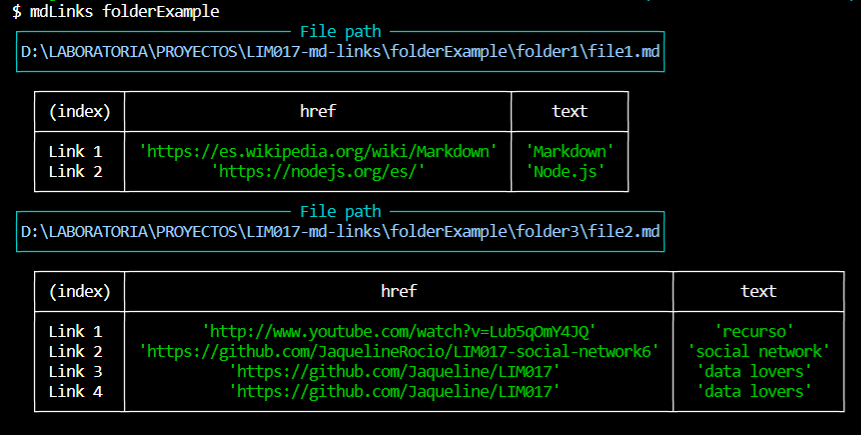 $ mdLinks folderExample
File path
D:\LABORATORIA\PROYECTOS\LIM017-md-links\folderExample\folder1\file1.md
(index) href text
Link 1 'https://es.wikipedia.org/wiki/Markdown' 'Markdown'
Link 2 'https://nodejs.org/es/' 'Node.js'
File path
D:\LABORATORIA\PROYECTOS\LIM017-md-links\folderExample\folder3\file2.md
(index) href text
Link 1 'http://www.youtube.com/watch?v=Lub5qOmY4JQ' 'recurso'
Link 2 'https://github.com/JaquelineRocio/LIM017-social-network6' 'social network'
Link 3 'https://github.com/Jaqueline/LIM017' 'data lovers'
Link 4 'https://github.com/Jaqueline/LIM017' 'data lovers'